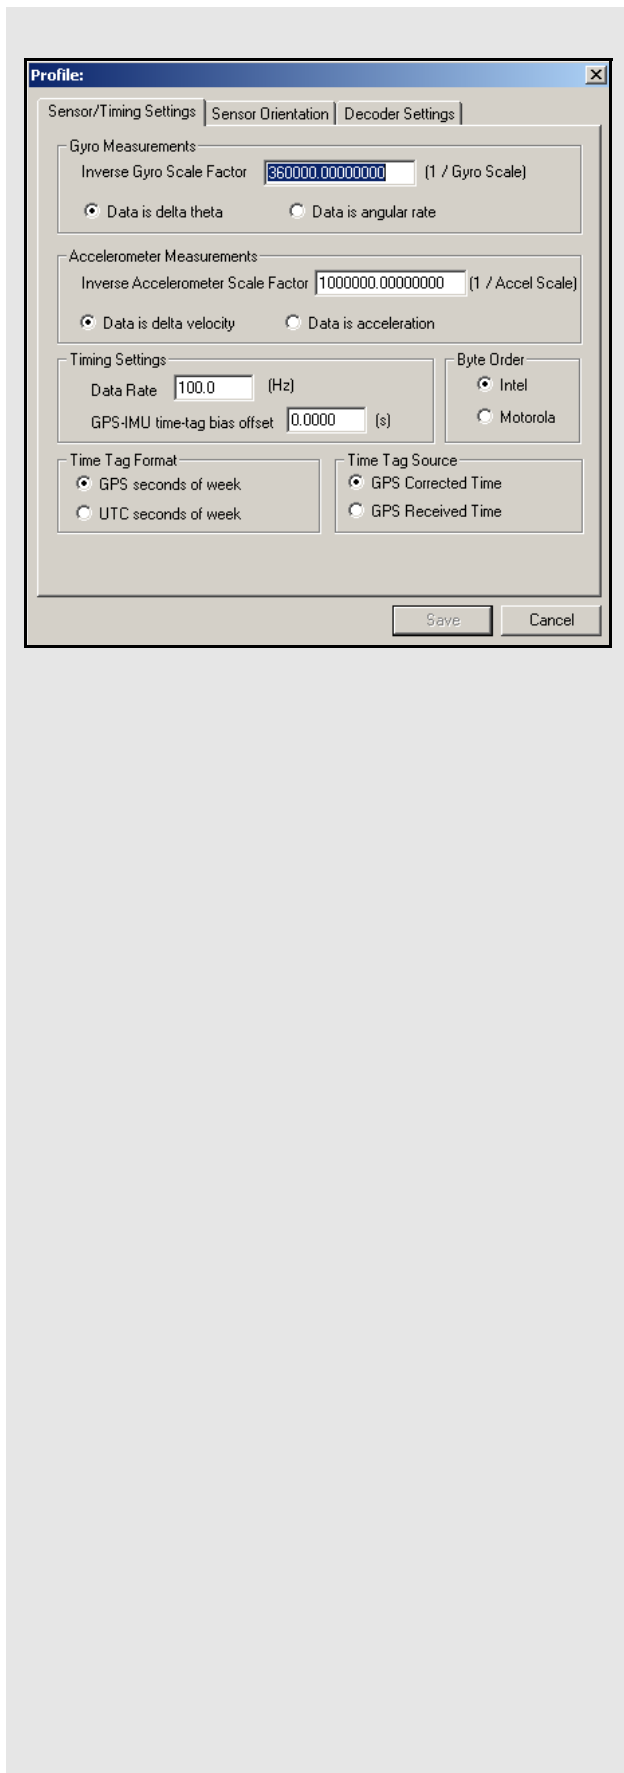 Profile:
Sensor/Timing Settings Sensor Orientation Decoder Settings
Gyro Measurements
Inverse Gyro Scale Factor 360000.00000000 (1 / Gyro Scale)
Data is delta theta Data is angular rate
Accelerometer Measurements
Inverse Accelerometer Scale Factor 1000000.00000000 (1 / Accel Scale)
Data is delta velocity Data is acceleration
Timing Settings
Data Rate 100.0 (Hz)
GPS-IMU time-tag bias offset 0.0000 (s)
Byte Order
Intel
Motorola
Time Tag Format
GPS seconds of week
UTC seconds of week
Time Tag Source
GPS Corrected Time
GPS Received Time
Save Cancel